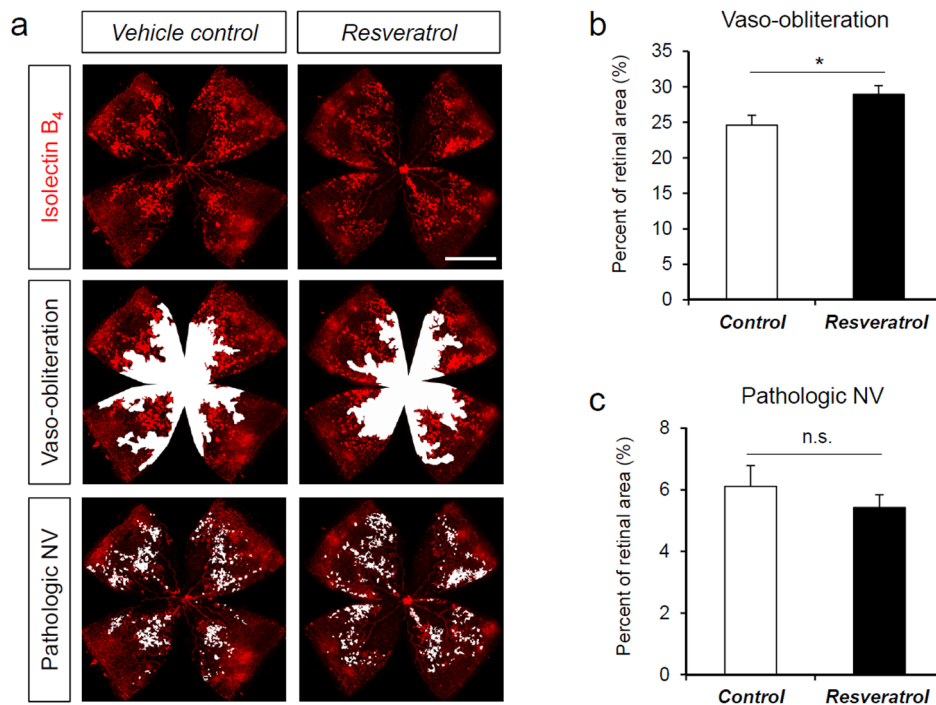 a
Vehicle control
Resveratrol
Isolectin B4
Vaso-obliteration
Pathologic NV
b
Vaso-obliteration
Percent of retinal area (%)
35
30
25
20
15
10
5
0
*
Control
Resveratrol
c
Pathologic NV
Percent of retinal area (%)
8
6
4
2
0
n.s.
Control
Resveratrol